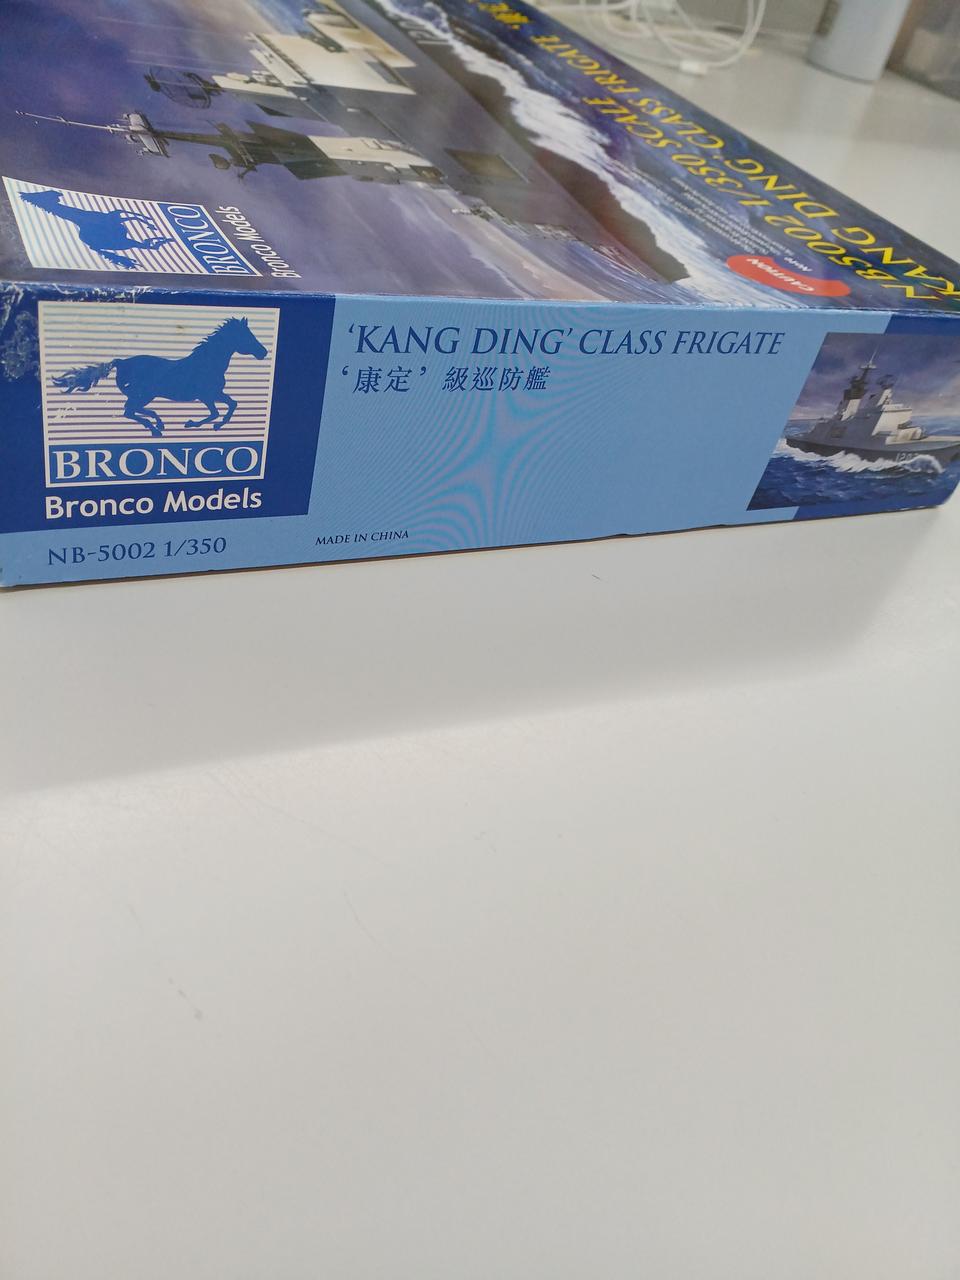 BRONCO
Bronco Models
NB5002 1/350 SCALE
'KANG DING' CLASS FRIGATE
CAUTION
BRONCO
Bronco Models
NB-5002 1/350
'KANG DING' CLASS FRIGATE
‘康定’ 級巡防艦
MADE IN CHINA